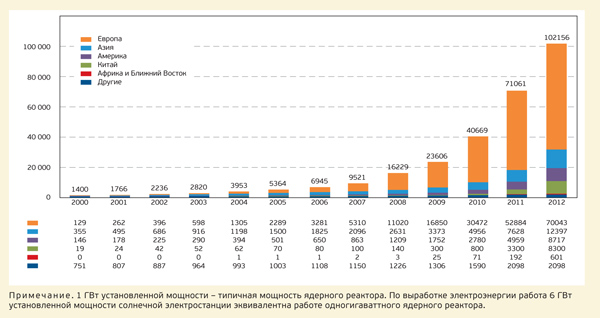 100 000
80 000
60 000
40 000
20 000
0
Европа
Азия
Америка
Китай
Африка и Ближний Восток
Другие
1400 1766 2236 2820 3953 5364 6945 9521 16229 23606 40669 71061 102156
2000 2001 2002 2003 2004 2005 2006 2007 2008 2009 2010 2011 2012
129 262 396 598 1305 2289 3281 5310 11020 16850 30472 52884 70043
355 495 686 916 1198 1500 1825 2096 2631 3373 4956 7628 12397
146 178 225 290 394 501 650 863 1209 1752 2780 4959 8717
19 24 42 52 62 70 80 100 140 300 800 3300 8300
0 0 0 0 1 1 1 2 3 25 71 192 601
751 807 887 964 993 1003 1108 1150 1226 1306 1590 2098 2098
Примечание. 1 ГВт установленной мощности – типичная мощность ядерного реактора. По выработке электроэнергии работа 6 ГВт
установленной мощности солнечной электростанции эквивалентна работе одногигаваттного ядерного реактора.